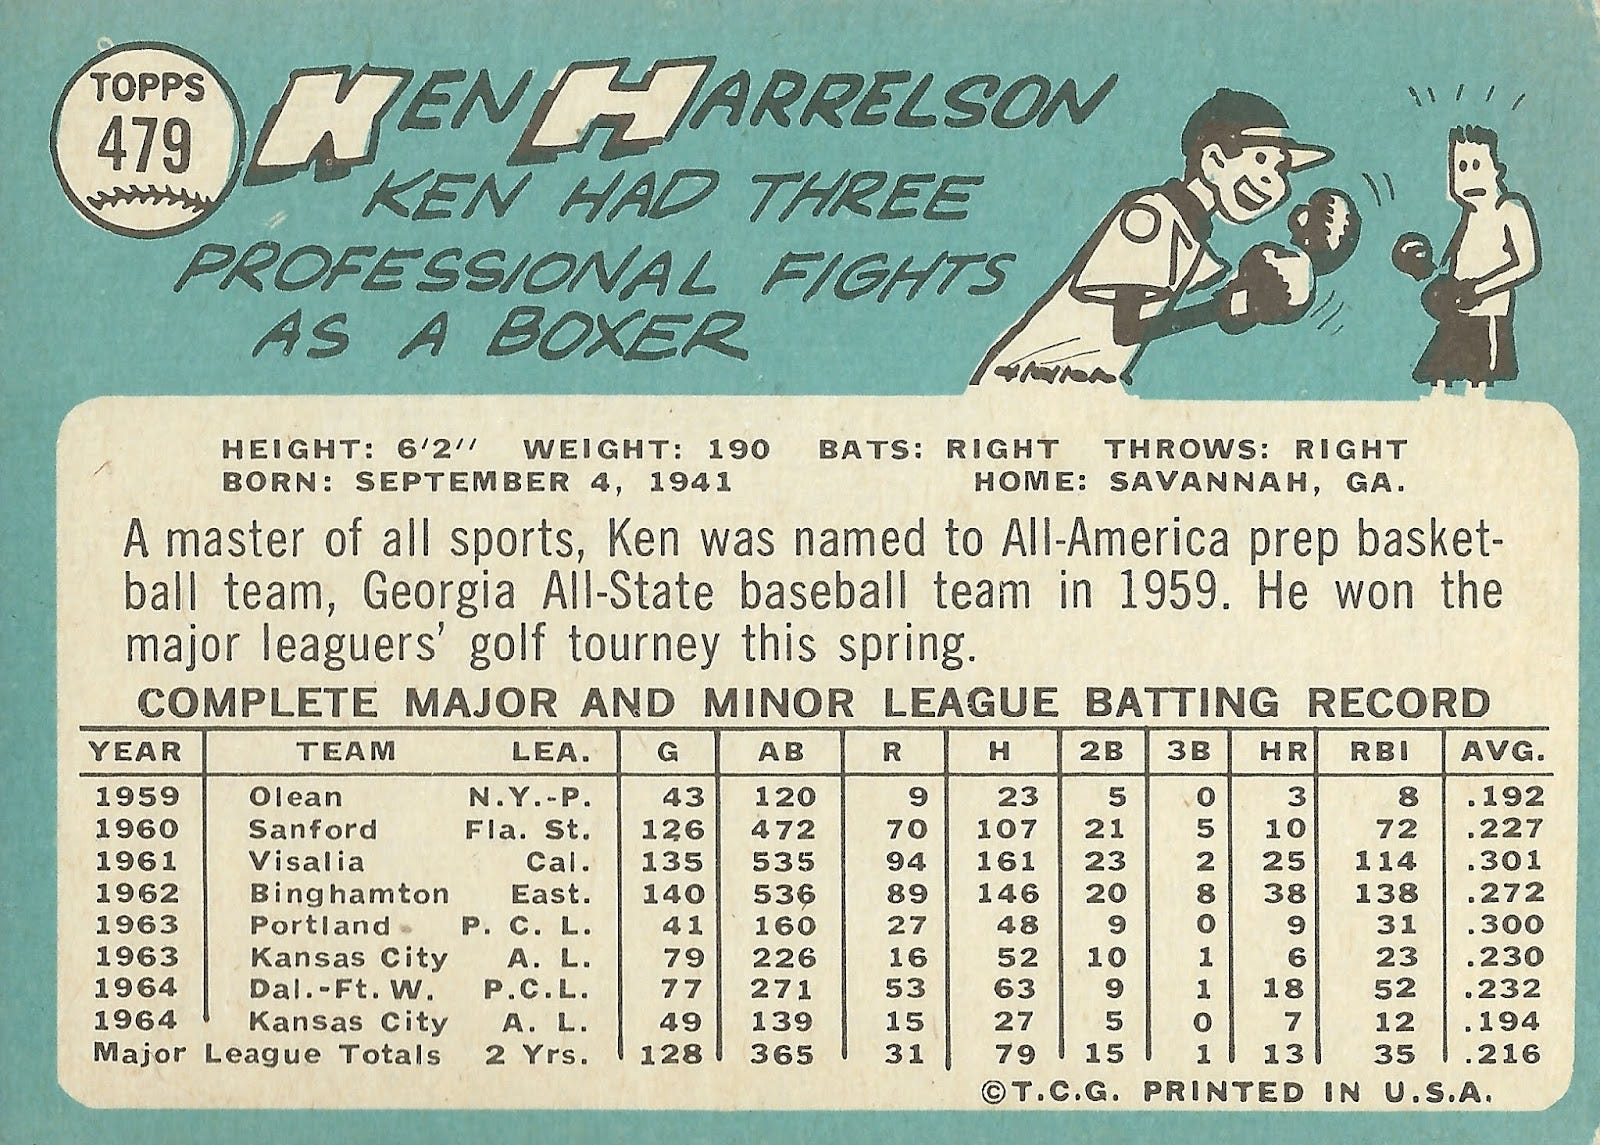 TOPPS
479
KEN HARRELSON
KEN HAD THREE
PROFESSIONAL FIGHTS
AS A BOXER
HEIGHT: 6'2" WEIGHT: 190 BATS: RIGHT THROWS: RIGHT
BORN: SEPTEMBER 4, 1941 HOME: SAVANNAH, GA.
A master of all sports, Ken was named to All-America prep basket-
ball team, Georgia All-State baseball team in 1959. He won the
major leaguers' golf tourney this spring.
COMPLETE MAJOR AND MINOR LEAGUE BATTING RECORD
YEAR TEAM LEA. G AB R H 2B 3B HR RBI AVG.
1959 Olean N.Y.-P. 43 120 9 23 5 0 3 8 .192
1960 Sanford Fla. St. 126 472 70 107 21 5 10 72 .227
1961 Visalia Cal. 135 535 94 161 23 2 25 114 .301
1962 Binghamton East. 140 536 89 146 20 8 38 138 .272
1963 Portland P. C. L. 41 160 27 48 9 0 9 31 .300
1963 Kansas City A. L. 79 226 16 52 10 1 6 23 .230
1964 Dal.-Ft. W. P.C.L. 77 271 53 63 9 1 18 52 .232
1964 Kansas City A. L. 49 139 15 27 5 0 7 12 .194
Major League Totals 2 Yrs. 128 365 31 79 15 1 13 35 .216
©T.C.G. PRINTED IN U.S.A.